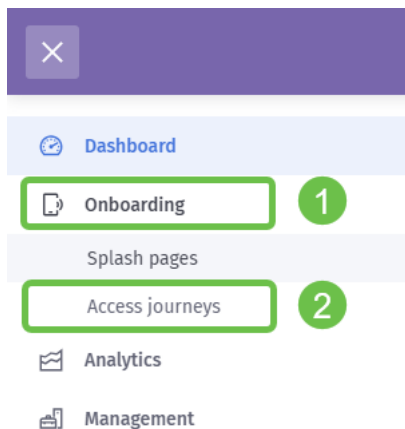 Dashboard
Onboarding 1
Splash pages
Access journeys 2
Analytics
Management